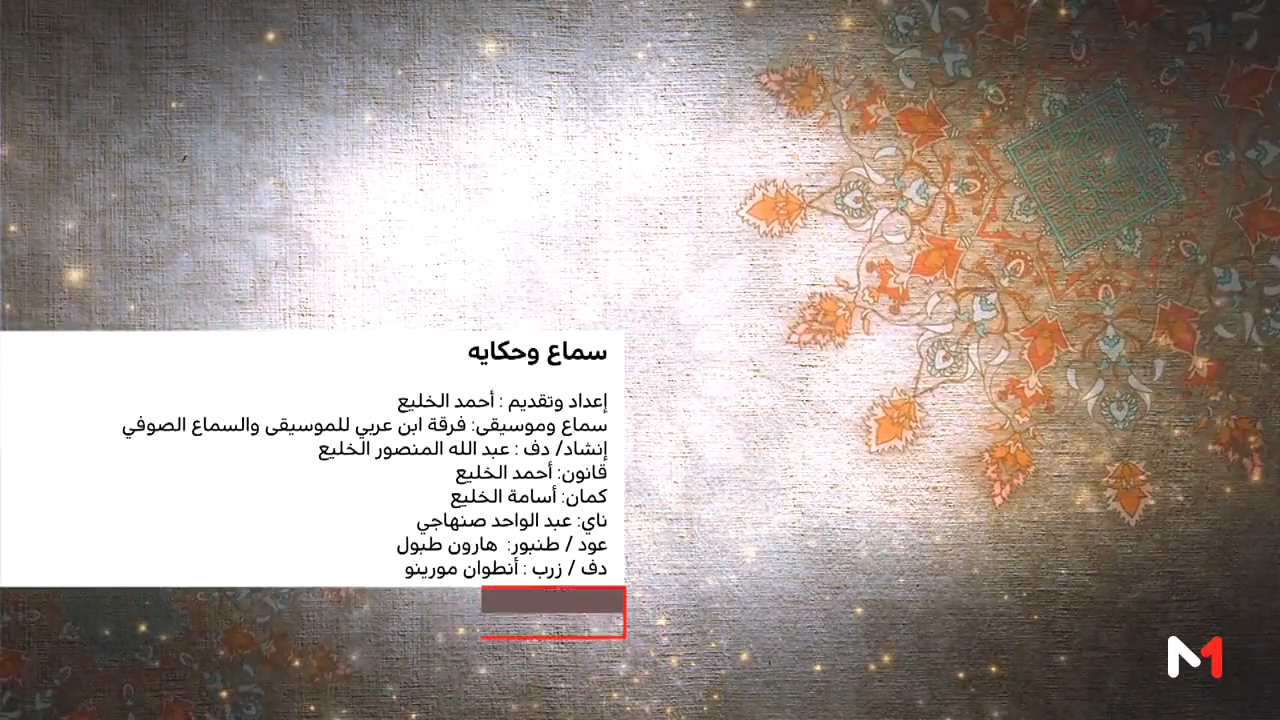 سماع وحكايه
إعداد وتقديم : أحمد الخليع
سماع وموسيقى: فرقة ابن عربي للموسيقى والسماع الصوفي
إنشاد/ دف : عبد الله المنصور الخليع
قانون: أحمد الخليع
كمان: أسامة الخليع
ناي: عبد الواحد صنهاجي
عود / طنبور: هارون طبول
دف / زرب : أنطوان مورينو
M1